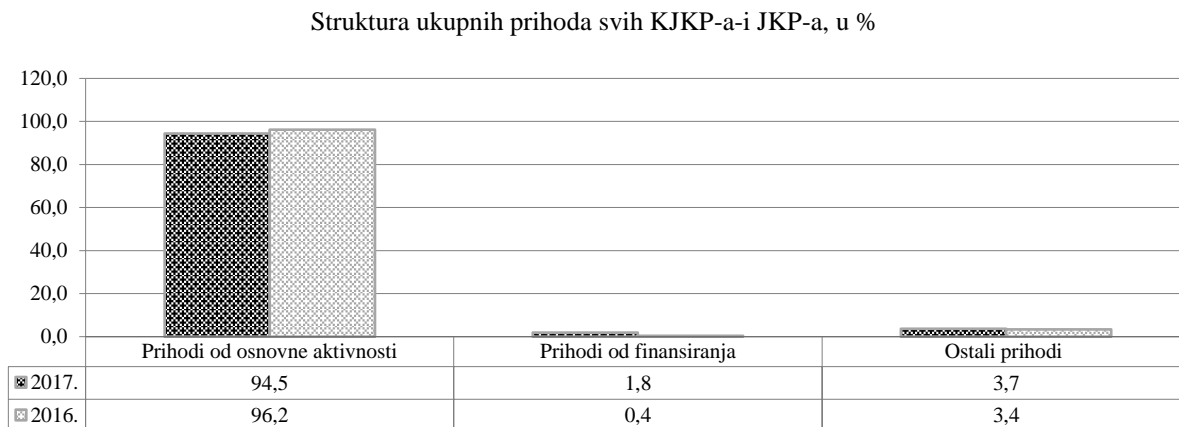 Struktura ukupnih prihoda svih KJKP-a-i JKP-a, u %
120,0
100,0
80,0
60,0
40,0
20,0
0,0
Prihodi od osnovne aktivnosti Prihodi od finansiranja Ostali prihodi
2017. 94,5 1,8 3,7
2016. 96,2 0,4 3,4